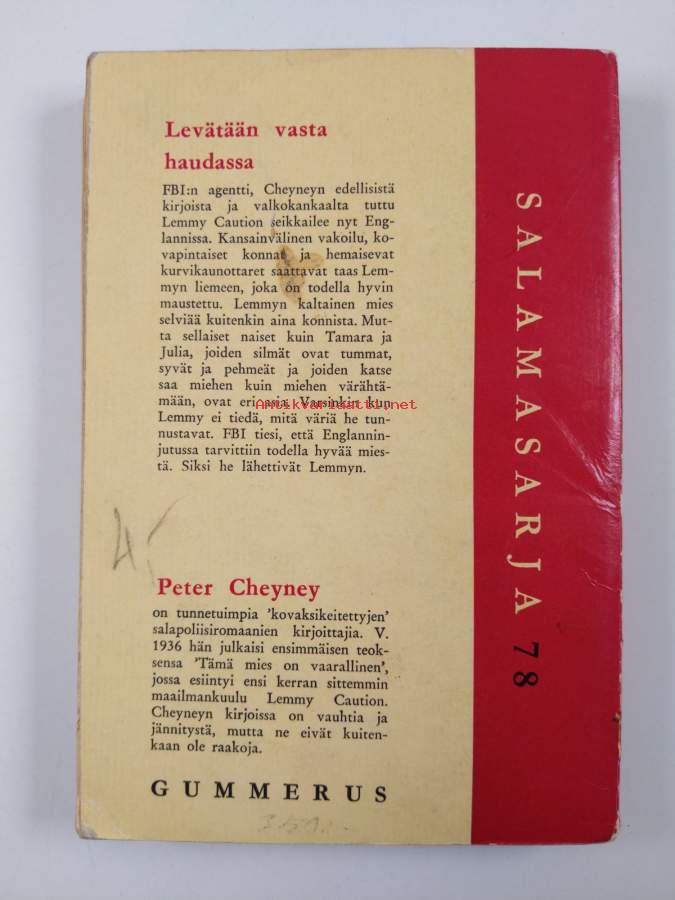 Levätään vasta
haudassa
FBI:n agentti, Cheyneyn edellisistä
kirjoista ja valkokankaalta tuttu
Lemmy Caution seikkailee nyt Eng-
lannissa. Kansainvälinen vakoilu, ko-
vapintaiset konnat ja hemaisevat
kurvikaunottaret saattavat taas Lem-
myn liemeen, joka on todella hyvin
maustettu. Lemmyn kaltainen mies
selviää kuitenkin aina konnista. Mut-
ta sellaiset naiset kuin Tamara ja
Julia, joiden silmät ovat tummat,
syvät ja pehmeät ja joiden katse
saa miehen kuin miehen värähtä-
mään, ovat eri asia. Varsinkin kun
Antikvariaatti.net
Lemmy ei tiedä, mitä väriä he tun-
nustavat. FBI tiesi, että Englannin-
jutussa tarvittiin todella hyvää mies-
tä. Siksi he lähettivät Lemmyn.
4,-
Peter Cheyney
on tunnetuimpia 'kovaksikeitettyjen'
salapoliisiromaanien kirjoittajia. V.
1936 hän julkaisi ensimmäisen teok-
sensa 'Tämä mies on vaarallinen',
jossa esiintyi ensi kerran sittemmin
maailmankuulu Lemmy Caution.
Cheyneyn kirjoissa on vauhtia ja
jännitystä, mutta ne eivät kuiten-
kaan ole raakoja.
GUMMERUS
SALAMASARJA 78